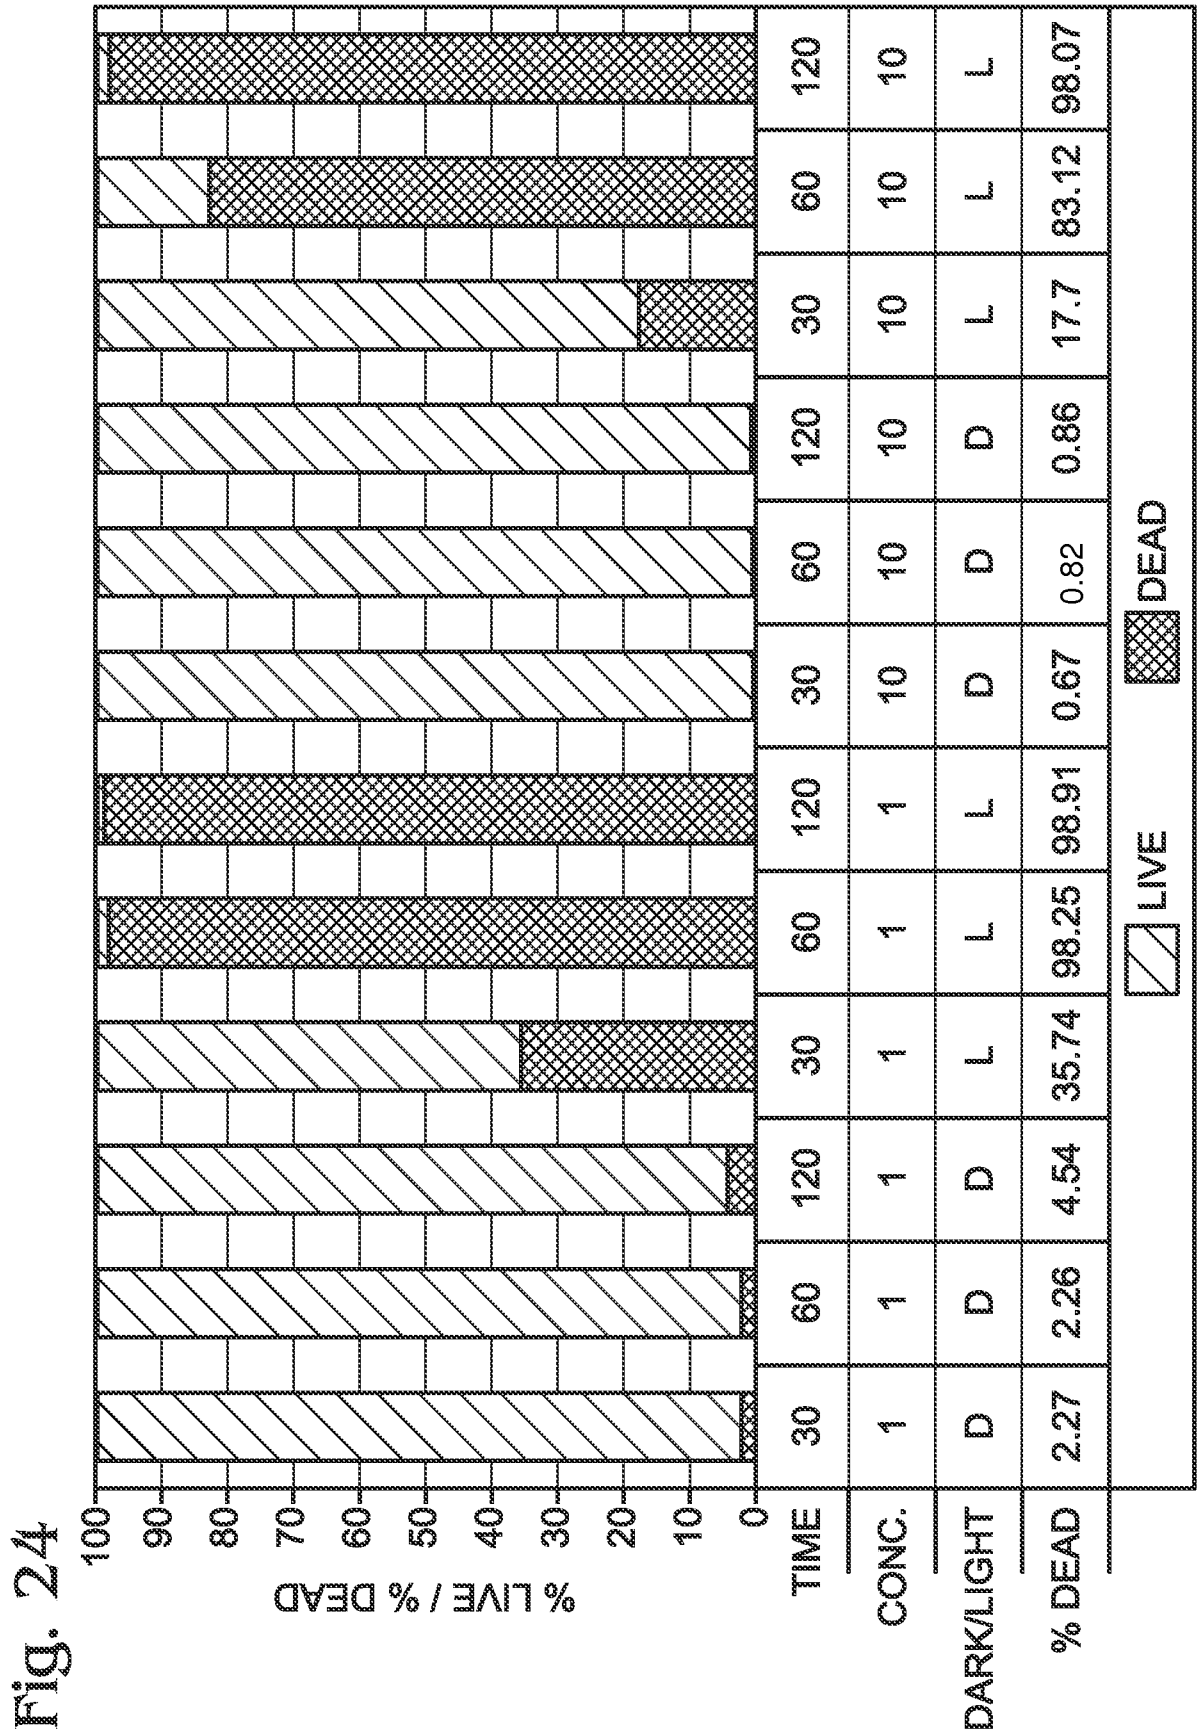 Fig. 24
% LIVE / % DEAD
100
90
80
70
60
50
40
30
20
10
0
TIME 30 60 120 30 60 120 30 60 120 30 60 120
CONC. 1 1 1 1 1 1 10 10 10 10 10 10
DARK/LIGHT D D D L L L D D D L L L
% DEAD 2.27 2.26 4.54 35.74 98.25 98.91 0.67 0.82 0.86 17.7 83.12 98.07
LIVE DEAD